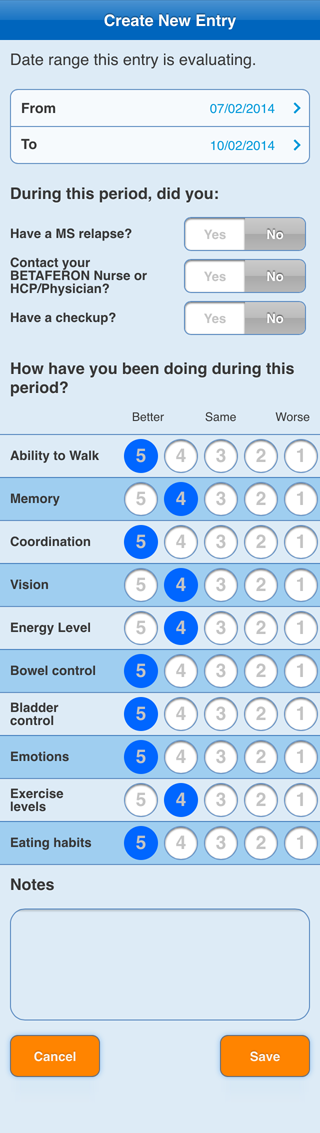 Create New Entry
Date range this entry is evaluating.
From 07/02/2014
To 10/02/2014
During this period, did you:
Have a MS relapse? Yes No
Contact your
BETAFERON Nurse or
HCP/Physician? Yes No
Have a checkup? Yes No
How have you been doing during this
period?
Better Same Worse
Ability to Walk 5 4 3 2 1
Memory 5 4 3 2 1
Coordination 5 4 3 2 1
Vision 5 4 3 2 1
Energy Level 5 4 3 2 1
Bowel control 5 4 3 2 1
Bladder
control 5 4 3 2 1
Emotions 5 4 3 2 1
Exercise
levels 5 4 3 2 1
Eating habits 5 4 3 2 1
Notes
Cancel Save